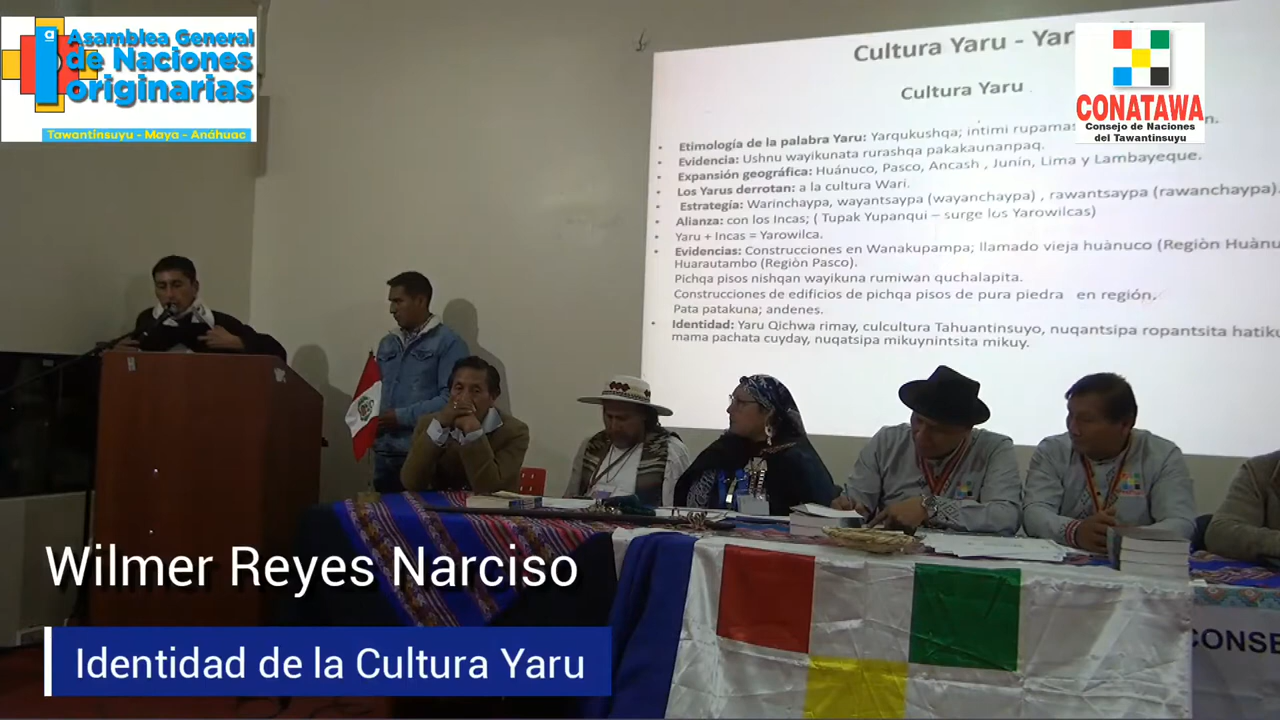 1ª Asamblea General
de Naciones
originarias
Tawantinsuyu - Maya - Anáhuac
CONATAWA
Consejo de Naciones
del Tawantinsuyu
Cultura Yaru -
Cultura Yaru
• Etimología de la palabra Yaru: Yarqukushqa; intimi
• Evidencia: Ushnu wayikunata rurashqa pakakaunanpaq.
• Expansión geográfica: Huánuco, Pasco, Ancash , Junín, Lima y Lambayeque.
• Los Yarus derrotan: a la cultura Wari.
• Estrategía: Warinchaypa, wayantsaypa (wayanchaypa) , rawantsaypa (rawanchaypa).
• Alianza: con los Incas; ( Tupak Yupanqui – surge los Yarowilcas)
• Yaru + Incas = Yarowilca.
• Evidencias: Construcciones en Wanakupampa; llamado vieja huànuco (Regiòn
Huarautambo (Regiòn Pasco).
Pichqa pisos nishqan wayikuna rumiwan quchalapita.
Construcciones de edificios de pichqa pisos de pura piedra en región.
Pata patakuna; andenes.
• Identidad: Yaru Qichwa rimay, culcultura Tahuantinsuyo, nuqantsipa ropantsita
mama pachata cuyday, nuqatsipa mikuynintsita mikuy.
Wilmer Reyes Narciso
Identidad de la Cultura Yaru
CONSE